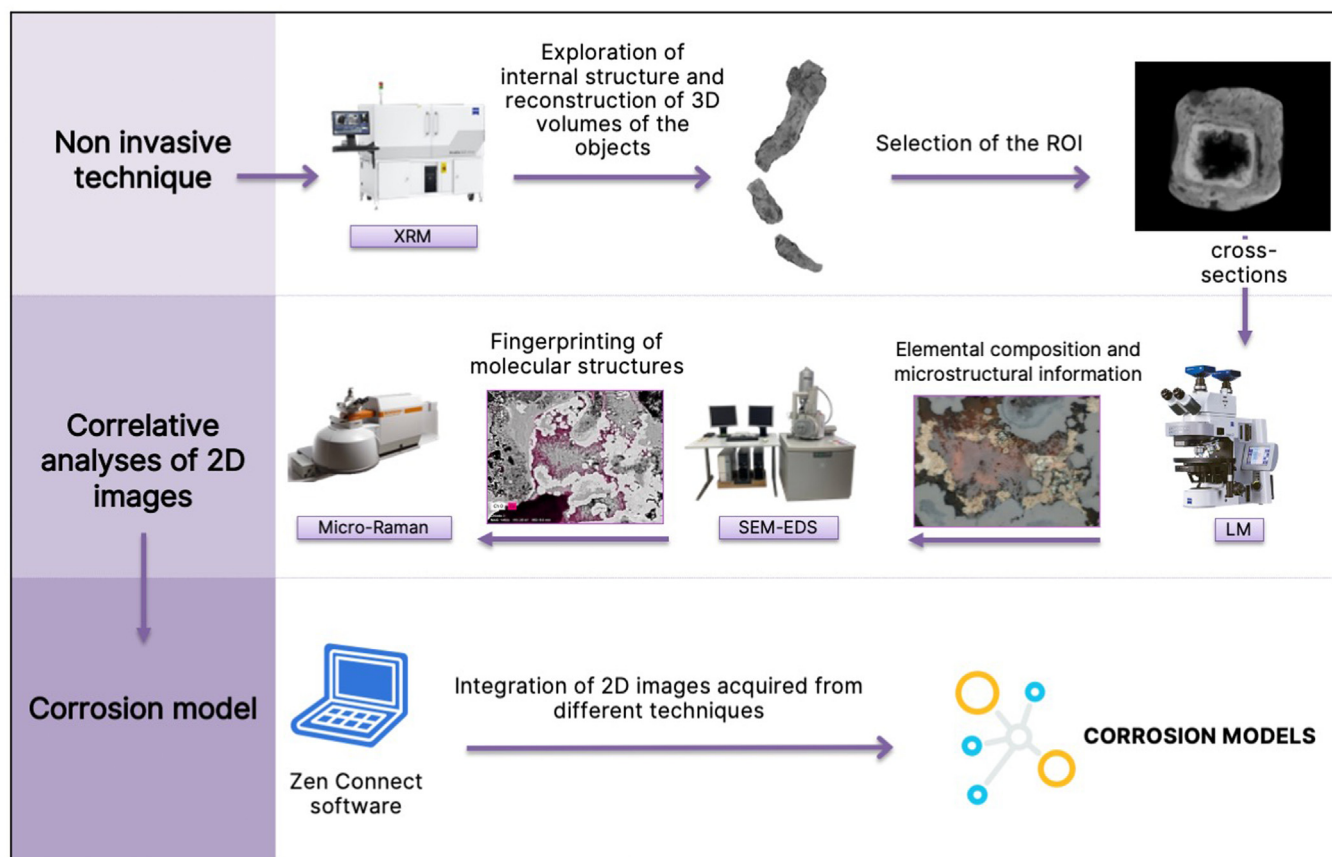 Non invasive
technique
XRM
Exploration of
internal structure and
reconstruction of 3D
volumes of the
objects
Selection of the ROI
cross-
sections
Correlative
analyses of 2D
images
Micro-Raman
Fingerprinting of
molecular structures
SEM-EDS
Elemental composition and
microstructural information
LM
Corrosion model
Zen Connect
software
Integration of 2D images acquired from
different techniques
CORROSION MODELS